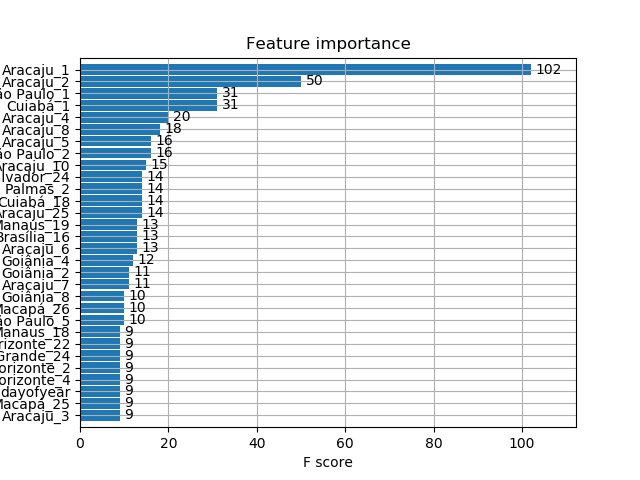 Feature importance
Aracaju_1 102
Aracaju_2 50
ão Paulo_1 31
Cuiabá_1 31
Aracaju_4 20
Aracaju_8 18
Aracaju_5 16
ão Paulo_2 16
Aracaju_10 15
lvador_24 14
Palmas_2 14
Cuiabá_18 14
Aracaju_25 14
Manaus_19 13
Brasília_16 13
Aracaju_6 13
Goiânia_4 12
Goiânia_2 11
Aracaju_7 11
Goiânia_8 10
Macapá_26 10
ão Paulo_5 10
Manaus_18 9
rizonte_22 9
Grande_24 9
orizonte_2 9
orizonte_4 9
dayofyear 9
Macapá_25 9
Aracaju_3 9
0 20 40 60 80 100
F score